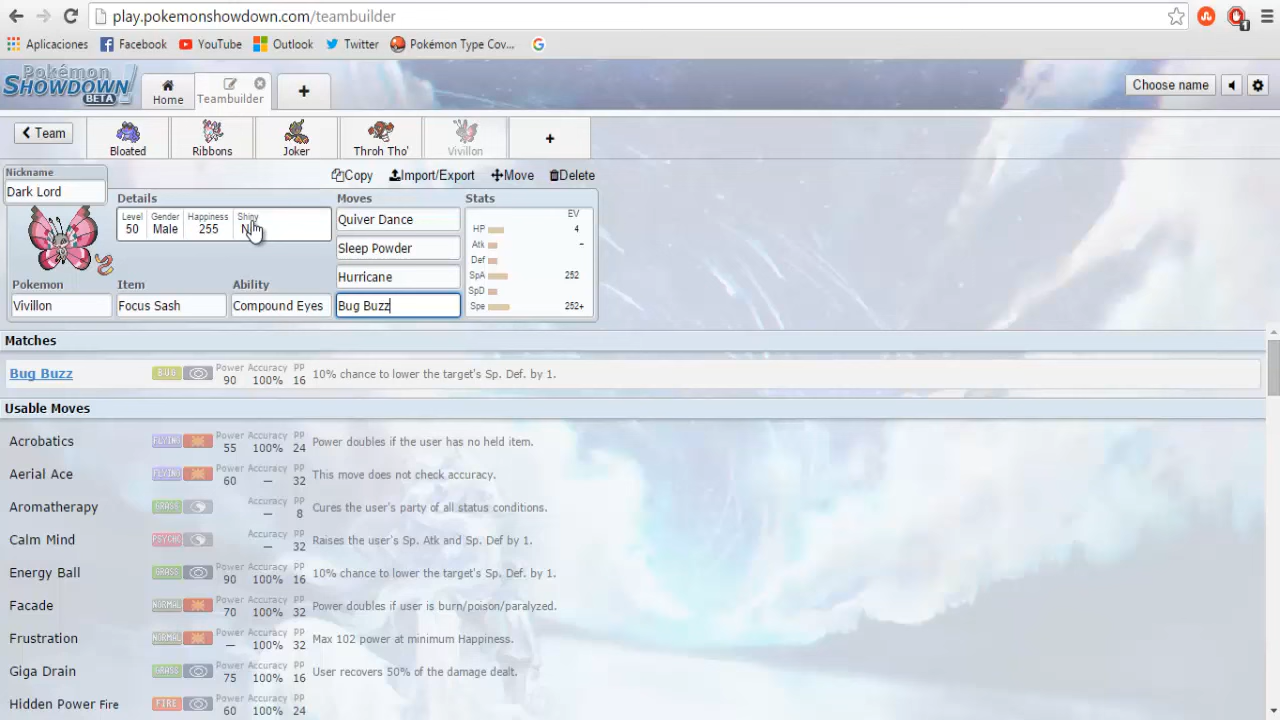 play.pokemonshowdown.com/teambuilder
Aplicaciones Facebook YouTube Outlook Twitter Pokémon Type Cov...
Pokémon
SHOWDOWN
BETA
Home
Teambuilder
+
Choose name
< Team
Bloated
Ribbons
Joker
Throh Tho'
Vivillon
+
Nickname
Dark Lord
Copy Import/Export Move Delete
Details
Level Gender Happiness Shiny
50 Male 255
Pokemon
Vivillon
Item
Focus Sash
Ability
Compound Eyes
Moves
Quiver Dance
Sleep Powder
Hurricane
Bug Buzz
Stats
EV
HP 4
Atk -
Def
SpA 252
SpD
Spe 252+
Matches
Bug Buzz BUG Power 90 Accuracy 100% PP 16 10% chance to lower the target's Sp. Def. by 1.
Usable Moves
Acrobatics FLYING Power 55 Accuracy 100% PP 24 Power doubles if the user has no held item.
Aerial Ace FLYING Power 60 Accuracy — PP 32 This move does not check accuracy.
Aromatherapy GRASS Accuracy — PP 8 Cures the user's party of all status conditions.
Calm Mind PSYCHC Accuracy — PP 32 Raises the user's Sp. Atk and Sp. Def by 1.
Energy Ball GRASS Power 90 Accuracy 100% PP 16 10% chance to lower the target's Sp. Def. by 1.
Facade NORMAL Power 70 Accuracy 100% PP 32 Power doubles if user is burn/poison/paralyzed.
Frustration NORMAL Power — Accuracy 100% PP 32 Max 102 power at minimum Happiness.
Giga Drain GRASS Power 75 Accuracy 100% PP 16 User recovers 50% of the damage dealt.
Hidden Power Fire FIRE Power 60 Accuracy 100% PP 24